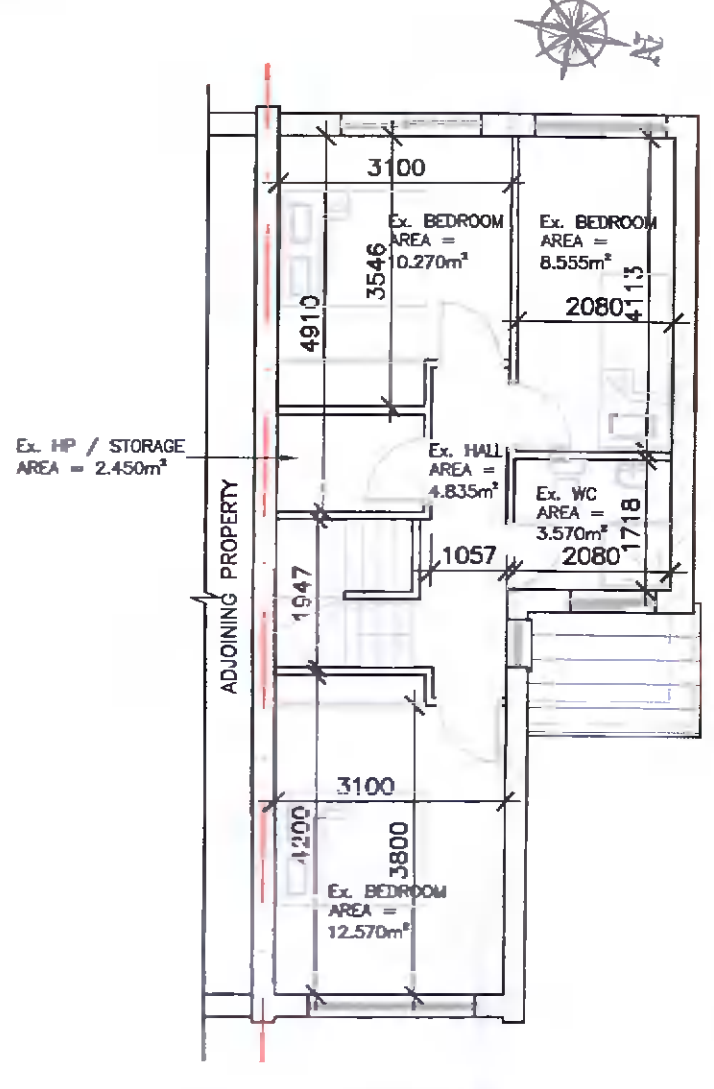 N
3100
Ex. BEDROOM
AREA =
10.270m²
Ex. BEDROOM
AREA =
8.555m²
3546
4910
4113
2080
Ex. HP / STORAGE
AREA = 2.450m²
Ex. HALL
AREA =
4.835m²
Ex. WC
AREA =
3.570m²
1718
1057
2080
1947
ADJOINING PROPERTY
3100
4200
3800
Ex. BEDROOM
AREA =
12.570m²